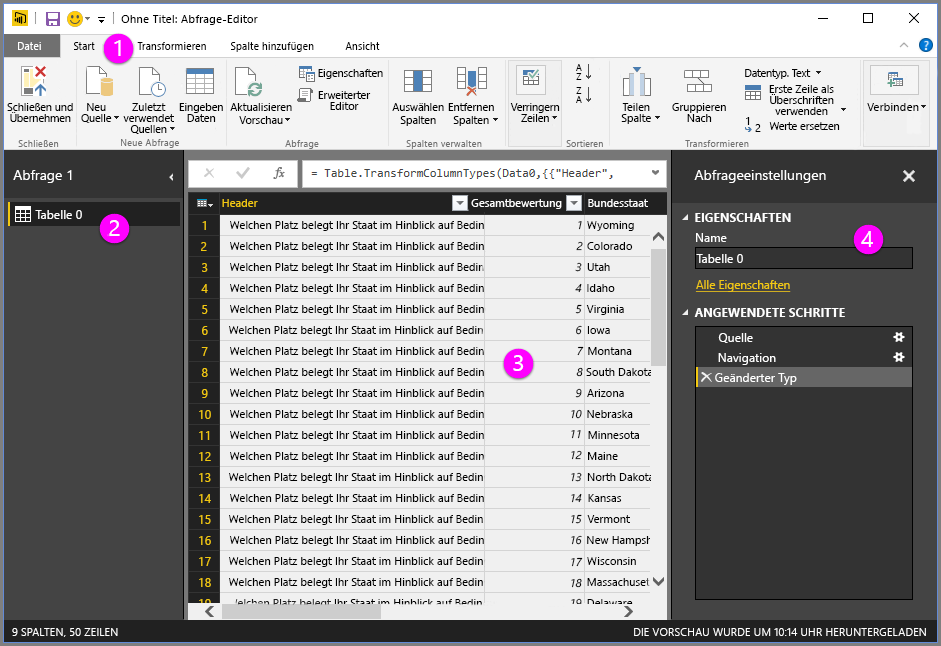 Ohne Titel: Abfrage-Editor
Datei
Start
1
Transformieren
Spalte hinzufügen
Ansicht
Schließen und
Übernehmen
Neu
Quelle
Zuletzt
verwendet
Quellen
Eingeben
Daten
Aktualisieren
Vorschau
Eigenschaften
Erweiterter
Editor
Auswählen
Spalten
Entfernen
Spalten
Verringern
Zeilen
A
Z
Z
A
Teilen
Spalte
Gruppieren
Nach
Datentyp. Text
Erste Zeile als
Überschriften
verwenden
1
2
Werte ersetzen
Verbinden
Schließen
Neue Abfrage
Abfrage
Spalten verwalten
Sortieren
Transformieren
Abfrage 1
Tabelle 0
2
fx
= Table.TransformColumnTypes(Data0,{{"Header",
Header Gesamtbewertung Bundesstaat
1 Welchen Platz belegt Ihr Staat im Hinblick auf Bedin 1 Wyoming
2 Welchen Platz belegt Ihr Staat im Hinblick auf Bedin 2 Colorado
3 Welchen Platz belegt Ihr Staat im Hinblick auf Bedin 3 Utah
4 Welchen Platz belegt Ihr Staat im Hinblick auf Bedin 4 Idaho
5 Welchen Platz belegt Ihr Staat im Hinblick auf Bedin 5 Virginia
6 Welchen Platz belegt Ihr Staat im Hinblick auf Bedin 6 Iowa
7 Welchen Platz belegt Ihr Staat im Hinblick auf Bedin 7 Montana
8 Welchen Platz belegt Ihr Staat im Hinblick auf Bedin 8 South Dakota
9 Welchen Platz belegt Ihr Staat im Hinblick auf Bedin 9 Arizona
10 Welchen Platz belegt Ihr Staat im Hinblick auf Bedin 10 Nebraska
11 Welchen Platz belegt Ihr Staat im Hinblick auf Bedin 11 Minnesota
12 Welchen Platz belegt Ihr Staat im Hinblick auf Bedin 12 Maine
13 Welchen Platz belegt Ihr Staat im Hinblick auf Bedin 13 North Dakota
14 Welchen Platz belegt Ihr Staat im Hinblick auf Bedin 14 Kansas
15 Welchen Platz belegt Ihr Staat im Hinblick auf Bedin 15 Vermont
16 Welchen Platz belegt Ihr Staat im Hinblick auf Bedin 16 New Hampsh
17 Welchen Platz belegt Ihr Staat im Hinblick auf Bedin 17 Wisconsin
18 Welchen Platz belegt Ihr Staat im Hinblick auf Bedin 18 Massachuset
19 Welchen Platz belegt Ihr Staat im Hinblick auf Bedin 19 Delaware
3
Abfrageeinstellungen
EIGENSCHAFTEN
4
Name
Tabelle 0
Alle Eigenschaften
ANGEWENDETE SCHRITTE
Quelle
Navigation
Geänderter Typ
9 SPALTEN, 50 ZEILEN
DIE VORSCHAU WURDE UM 10:14 UHR HERUNTERGELADEN